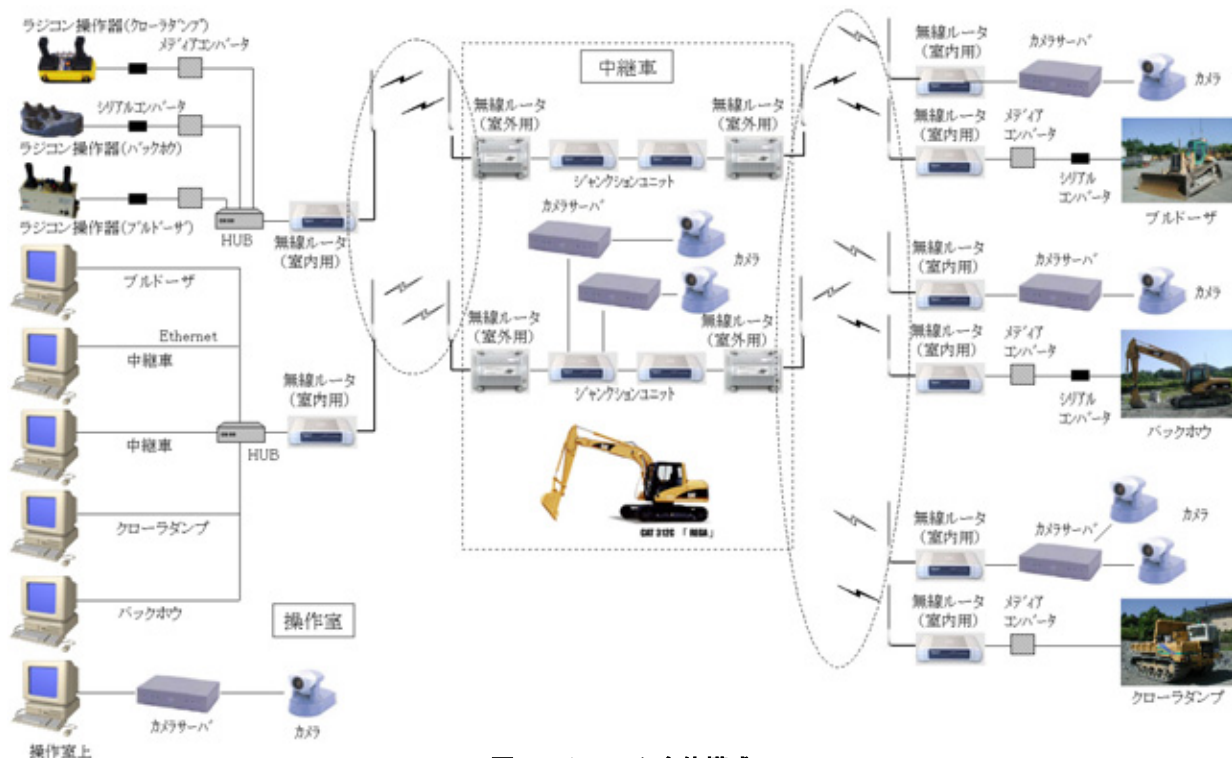 ラジコン操作器(クローラダンプ)
メディアコンバータ
シリアルコンバータ
ラジコン操作器(バックホウ)
ラジコン操作器(ブルドーザ)
HUB
無線ルータ
(室内用)
ブルドーザ
Ethernet
中継車
中継車
HUB
無線ルータ
(室内用)
クローラダンプ
バックホウ
操作室
カメラサーバ
カメラ
操作室上
中継車
無線ルータ
(室外用)
無線ルータ
(室外用)
ジャンクションユニット
カメラサーバ
カメラ
無線ルータ
(室外用)
無線ルータ
(室外用)
ジャンクションユニット
CAT 312C 「REGA」
無線ルータ
(室内用)
カメラサーバ
カメラ
無線ルータ
(室内用)
メディア
コンバータ
シリアル
コンバータ
ブルドーザ
無線ルータ
(室内用)
カメラサーバ
カメラ
無線ルータ
(室内用)
メディア
コンバータ
シリアル
コンバータ
バックホウ
無線ルータ
(室内用)
カメラサーバ
カメラ
無線ルータ
(室内用)
メディア
コンバータ
クローラダンプ